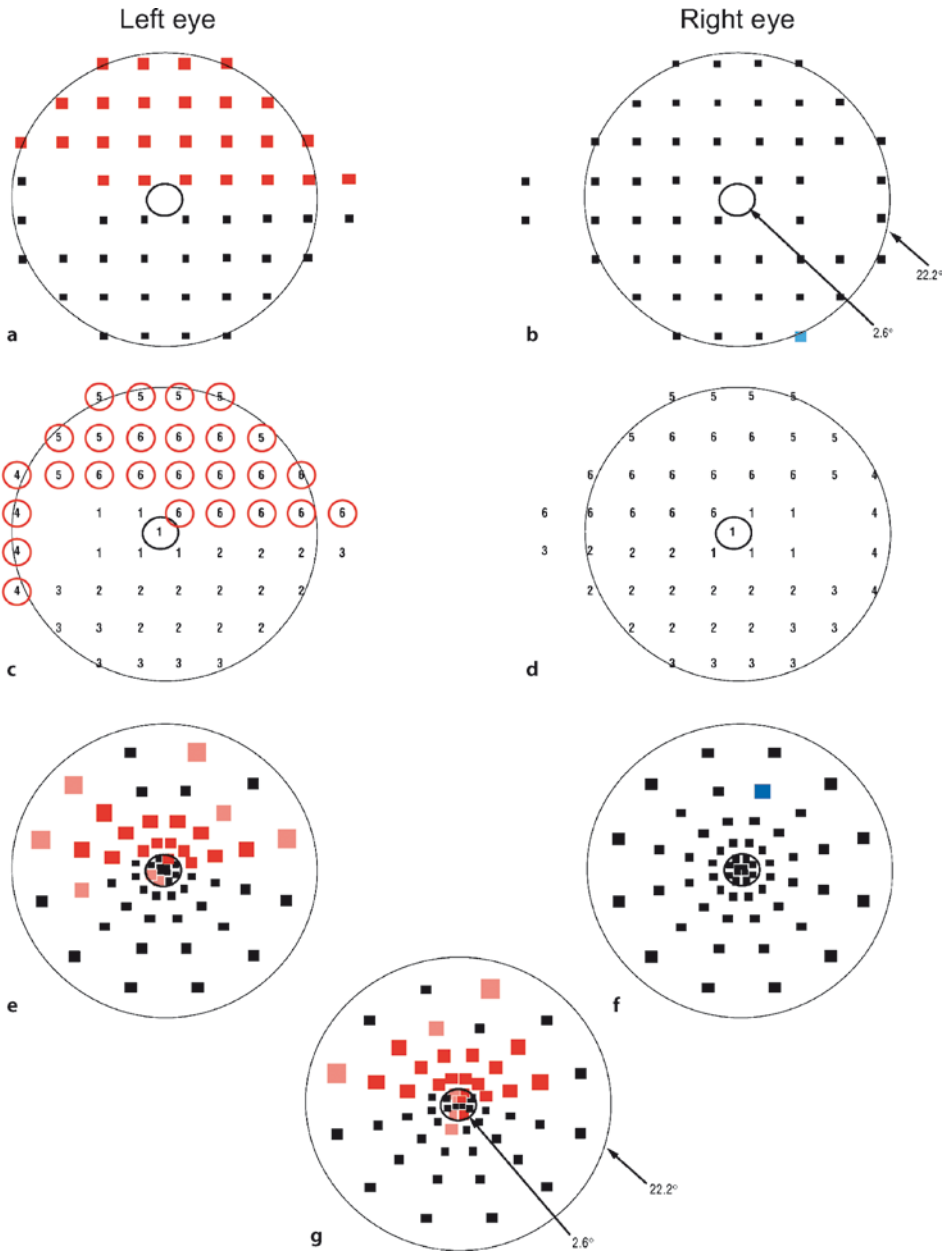 Left eye
Right eye
22.2°
2.6°
a
b
5 5 5 5
5 5 6 6 6 5
4 5 6 6 6 6 6 6
4 1 1 6 6 6 6 6
1
4 1 1 1 2 2 2 3
4 3 2 2 2 2 2 2
3 3 2 2 2 2
3 3 3 3
c
5 5 5 5
5 6 6 6 5 5
6 6 6 6 6 6 5 4
6 6 6 6 6 1 1 4
1
3 2 2 2 1 1 1 4
2 2 2 2 2 2 3 4
2 2 2 2 3 3
3 3 3 3
d
e
f
22.2°
2.6°
g